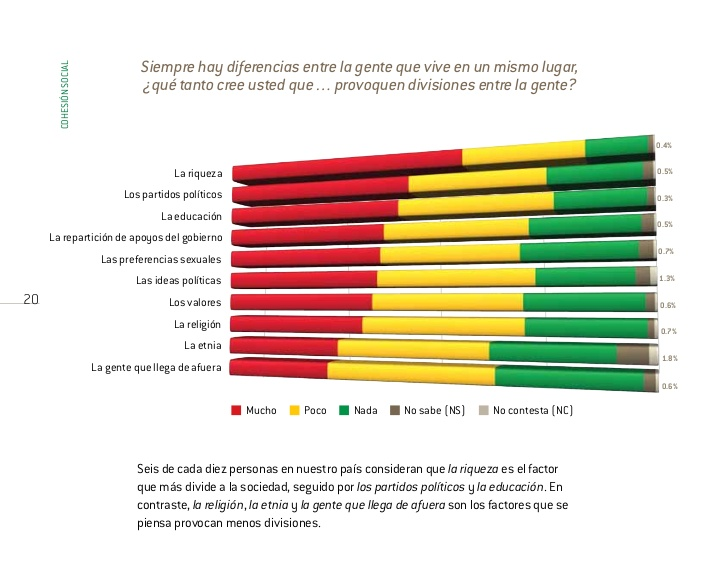 COHESIÓN SOCIAL
Siempre hay diferencias entre la gente que vive en un mismo lugar,
¿qué tanto cree usted que … provoquen divisiones entre la gente?
La riqueza
0.4%
Los partidos políticos
0.5%
La educación
0.3%
La repartición de apoyos del gobierno
0.5%
Las preferencias sexuales
0.7%
Las ideas políticas
1.3%
Los valores
0.6%
La religión
0.7%
La etnia
1.8%
La gente que llega de afuera
0.6%
20
Mucho Poco Nada No sabe (NS) No contesta (NC)
Seis de cada diez personas en nuestro país consideran que la riqueza es el factor
que más divide a la sociedad, seguido por los partidos políticos y la educación. En
contraste, la religión, la etnia y la gente que llega de afuera son los factores que se
piensa provocan menos divisiones.